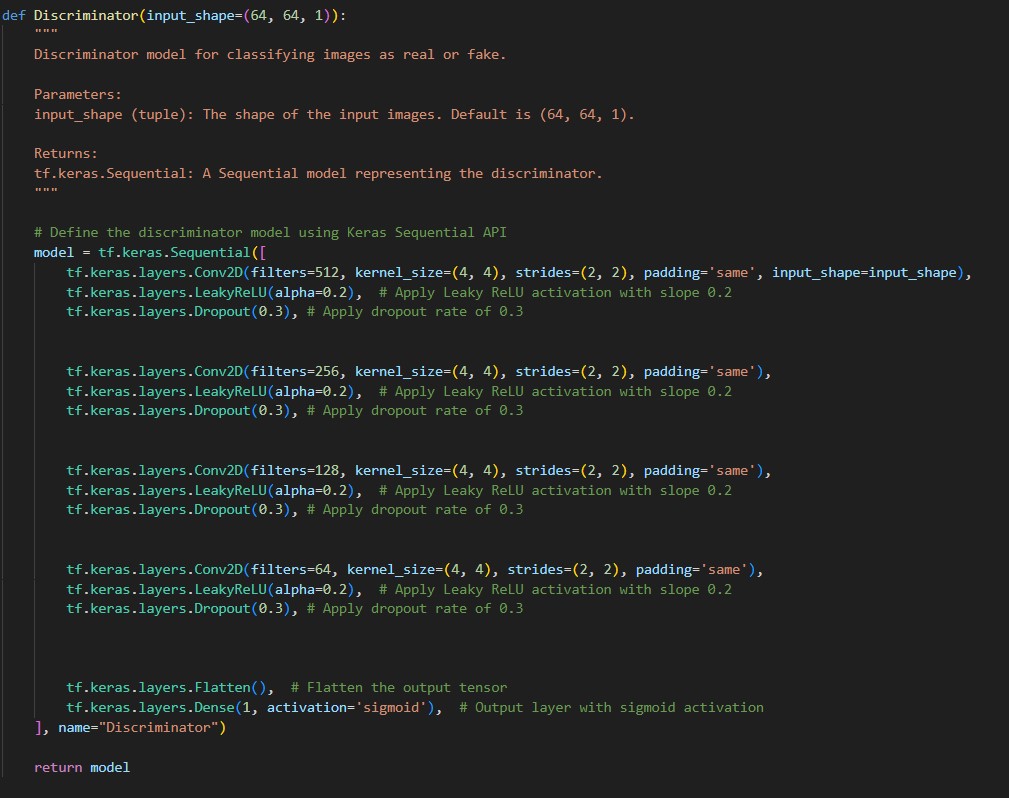 def Discriminator(input_shape=(64, 64, 1)):
    """
    Discriminator model for classifying images as real or fake.

    Parameters:
    input_shape (tuple): The shape of the input images. Default is (64, 64, 1).

    Returns:
    tf.keras.Sequential: A Sequential model representing the discriminator.
    """

    # Define the discriminator model using Keras Sequential API
    model = tf.keras.Sequential([
        tf.keras.layers.Conv2D(filters=512, kernel_size=(4, 4), strides=(2, 2), padding='same', input_shape=input_shape),
        tf.keras.layers.LeakyReLU(alpha=0.2),  # Apply Leaky ReLU activation with slope 0.2
        tf.keras.layers.Dropout(0.3), # Apply dropout rate of 0.3


        tf.keras.layers.Conv2D(filters=256, kernel_size=(4, 4), strides=(2, 2), padding='same'),
        tf.keras.layers.LeakyReLU(alpha=0.2),  # Apply Leaky ReLU activation with slope 0.2
        tf.keras.layers.Dropout(0.3), # Apply dropout rate of 0.3


        tf.keras.layers.Conv2D(filters=128, kernel_size=(4, 4), strides=(2, 2), padding='same'),
        tf.keras.layers.LeakyReLU(alpha=0.2),  # Apply Leaky ReLU activation with slope 0.2
        tf.keras.layers.Dropout(0.3), # Apply dropout rate of 0.3


        tf.keras.layers.Conv2D(filters=64, kernel_size=(4, 4), strides=(2, 2), padding='same'),
        tf.keras.layers.LeakyReLU(alpha=0.2),  # Apply Leaky ReLU activation with slope 0.2
        tf.keras.layers.Dropout(0.3), # Apply dropout rate of 0.3



        tf.keras.layers.Flatten(),  # Flatten the output tensor
        tf.keras.layers.Dense(1, activation='sigmoid'),  # Output layer with sigmoid activation
    ], name="Discriminator")

    return model